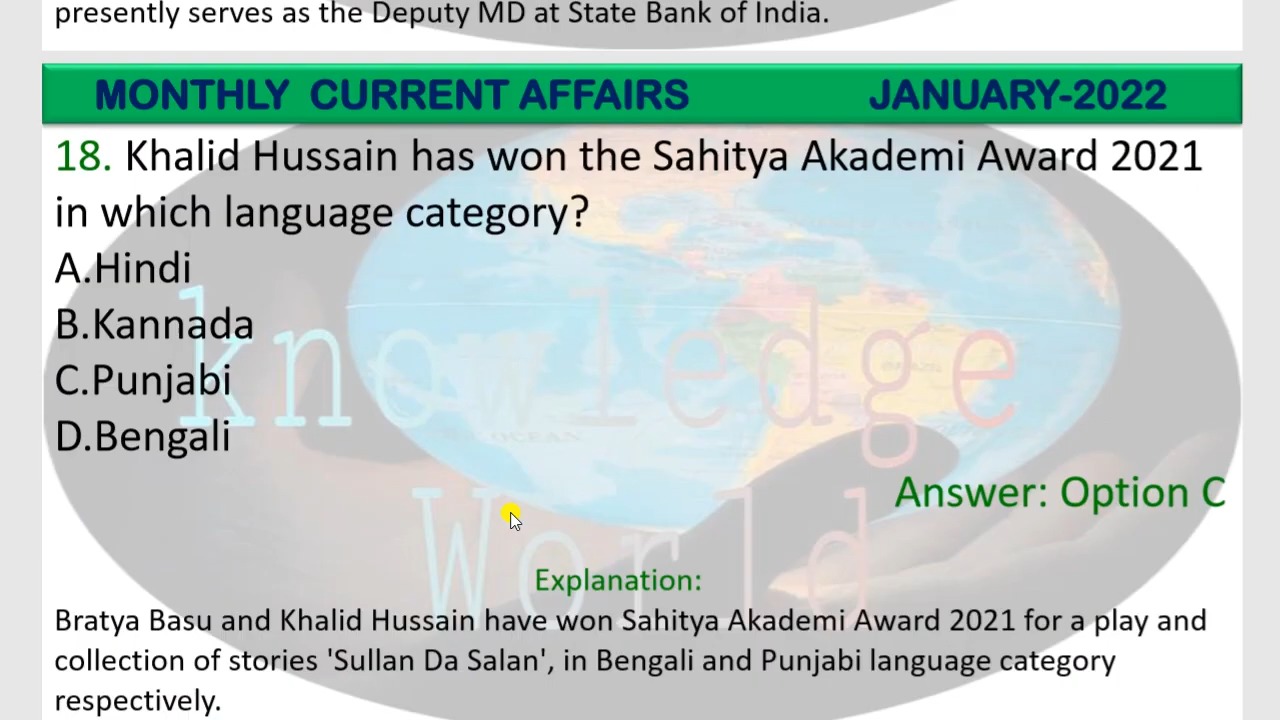 presently serves as the Deputy MD at State Bank of India.
MONTHLY CURRENT AFFAIRS JANUARY-2022
18. Khalid Hussain has won the Sahitya Akademi Award 2021
in which language category?
A.Hindi
B.Kannada
C.Punjabi
D.Bengali
knowledge
World
OCEAN
Answer: Option C
Explanation:
Bratya Basu and Khalid Hussain have won Sahitya Akademi Award 2021 for a play and
collection of stories 'Sullan Da Salan', in Bengali and Punjabi language category
respectively.